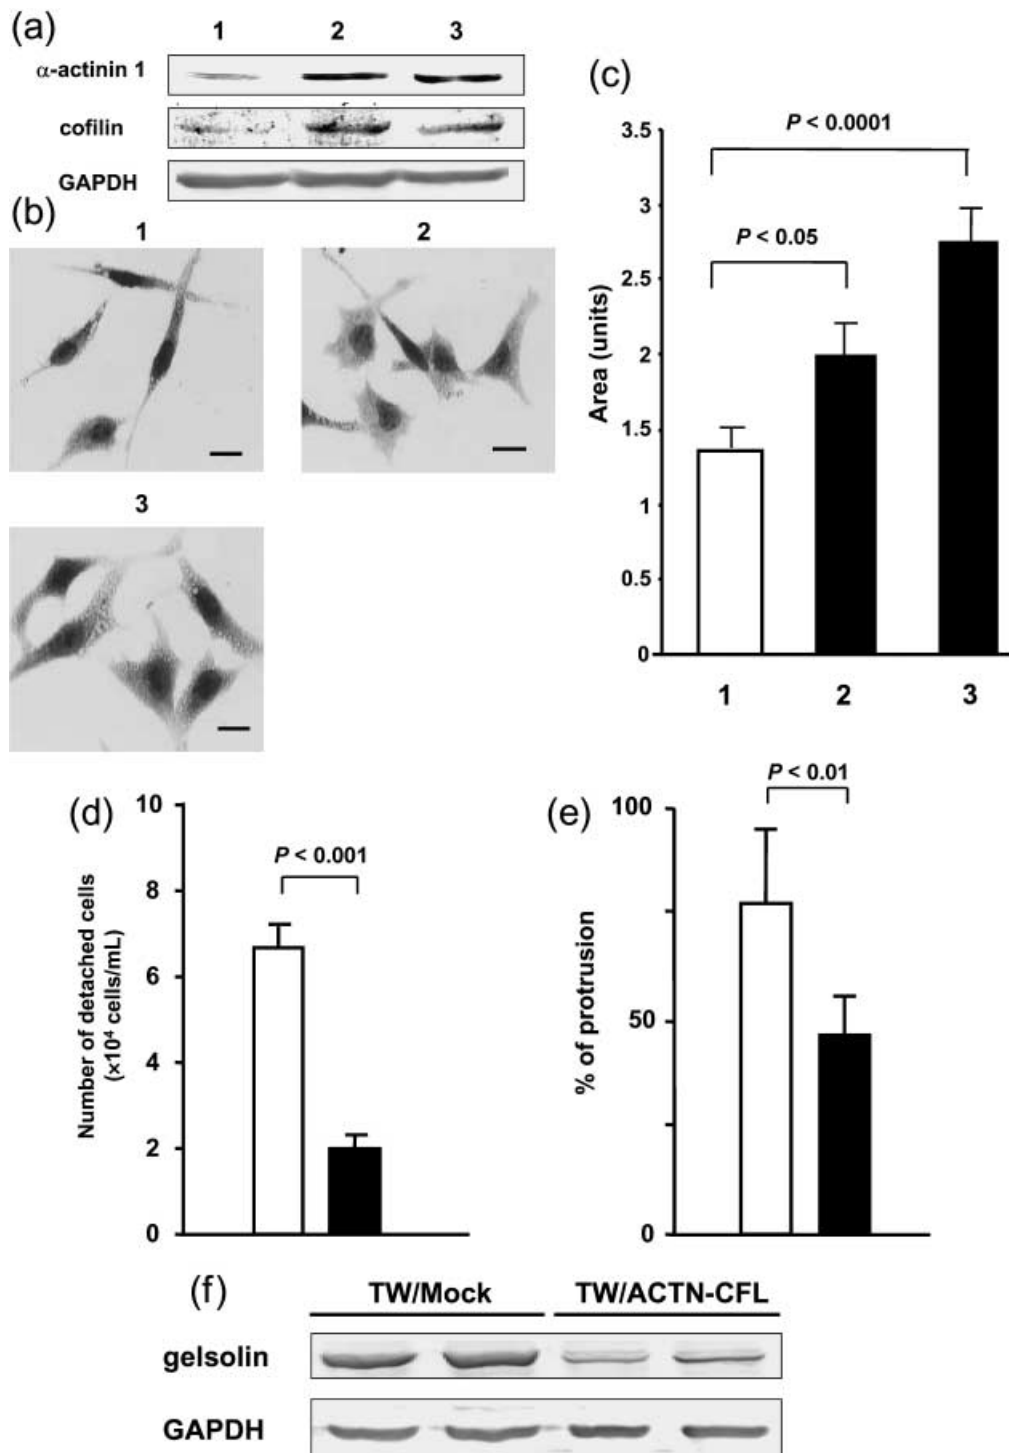 (a)
1 2 3
α-actinin 1
cofilin
GAPDH
(b)
1
2
3
(c)
Area (units)
3.5
3
2.5
2
1.5
1
0.5
0
P < 0.0001
P < 0.05
1 2 3
(d)
Number of detached cells
(×10⁴ cells/mL)
10
8
6
4
2
0
P < 0.001
(e)
% of protrusion
100
50
0
P < 0.01
(f)
TW/Mock TW/ACTN-CFL
gelsolin
GAPDH